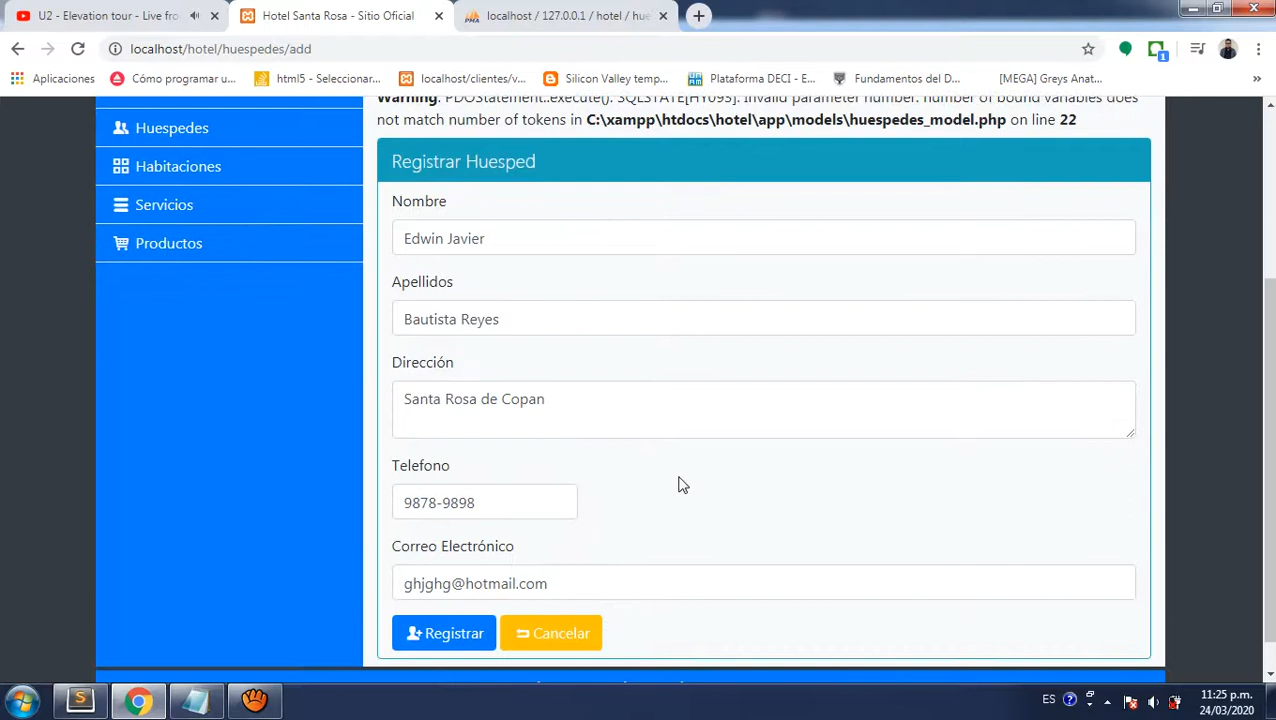 U2 - Elevation tour - Live fro
Hotel Santa Rosa - Sitio Oficial
localhost / 127.0.0.1 / hotel / hue
localhost/hotel/huespedes/add
1
Aplicaciones
Cómo programar u...
html5 - Seleccionar...
localhost/clientes/v...
Silicon Valley temp...
Plataforma DECI - E...
Fundamentos del D...
[MEGA] Greys Anat...
»
Warning: PDOStatement::execute(): SQLSTATE[HY093]: Invalid parameter number: number of bound variables does
not match number of tokens in C:\xampp\htdocs\hotel\app\models\huespedes_model.php on line 22
Huespedes
Habitaciones
Servicios
Productos
Registrar Huesped
Nombre
Edwin Javier
Apellidos
Bautista Reyes
Dirección
Santa Rosa de Copan
Telefono
9878-9898
Correo Electrónico
ghjghg@hotmail.com
Registrar
Cancelar
ES
11:25 p.m.
24/03/2020